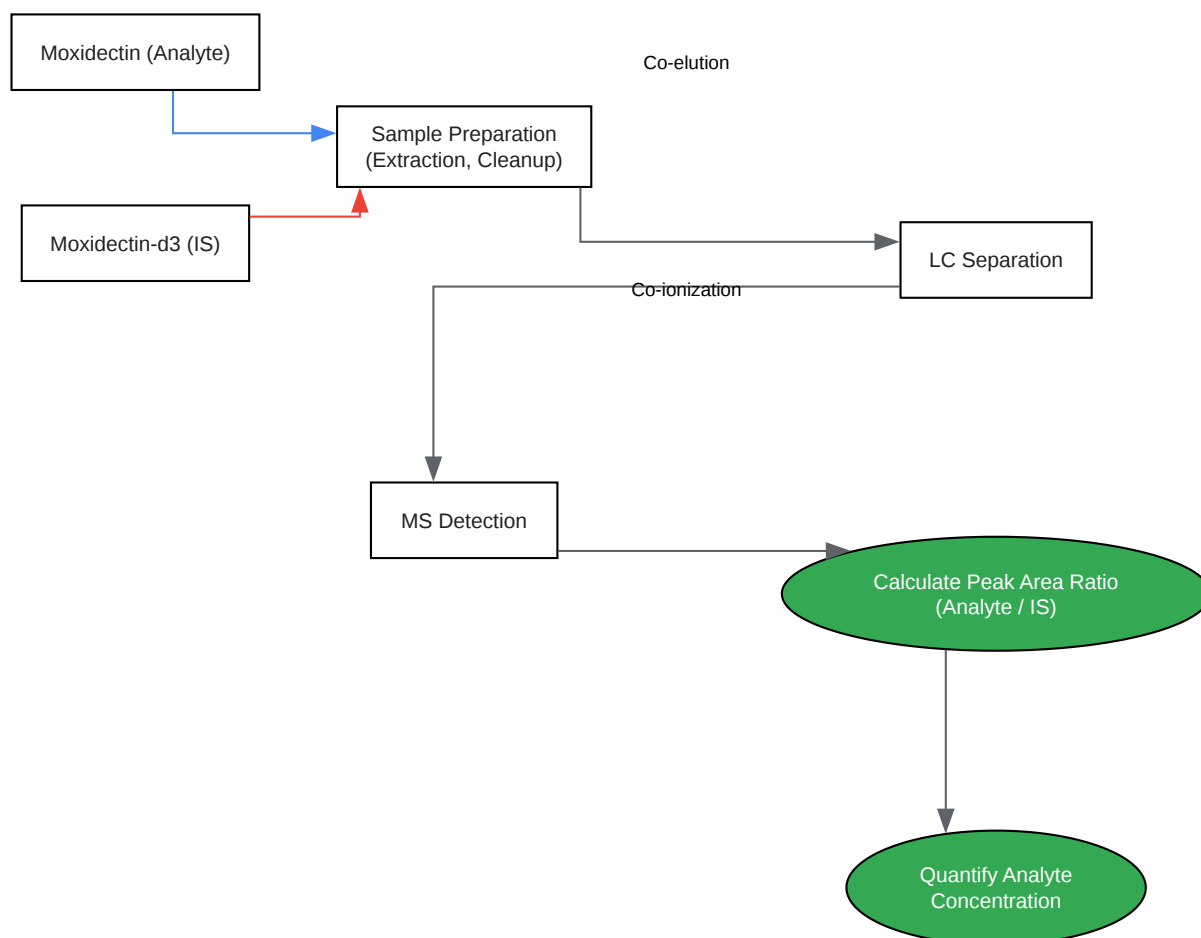 Moxidectin (Analyte)
Co-elution
Sample Preparation
(Extraction, Cleanup)
Moxidectin-d3 (IS)
LC Separation
Co-ionization
MS Detection
Calculate Peak Area Ratio
(Analyte / IS)
Quantify Analyte
Concentration